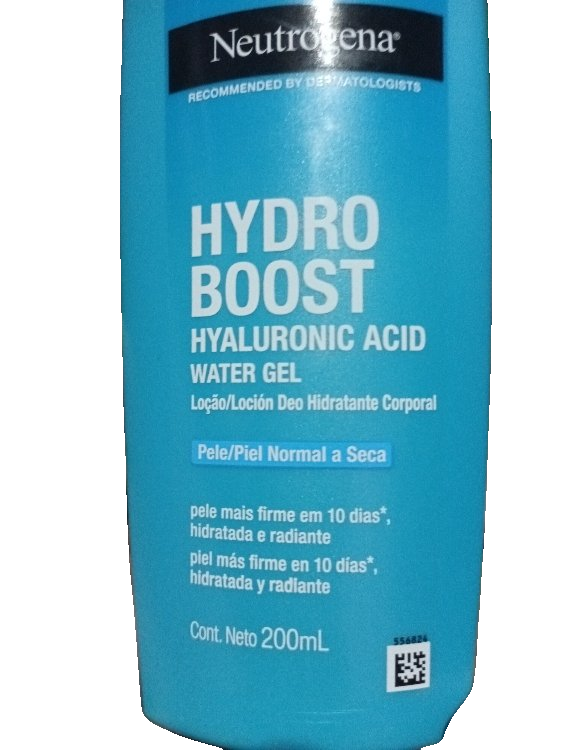 Neutrogena®
RECOMMENDED BY DERMATOLOGISTS
HYDRO
BOOST
HYALURONIC ACID
WATER GEL
Loção/Loción Deo Hidratante Corporal
Pele/Piel Normal a Seca
pele mais firme em 10 dias*,
hidratada e radiante
piel más firme en 10 días*,
hidratada y radiante
Cont. Neto 200mL
556824